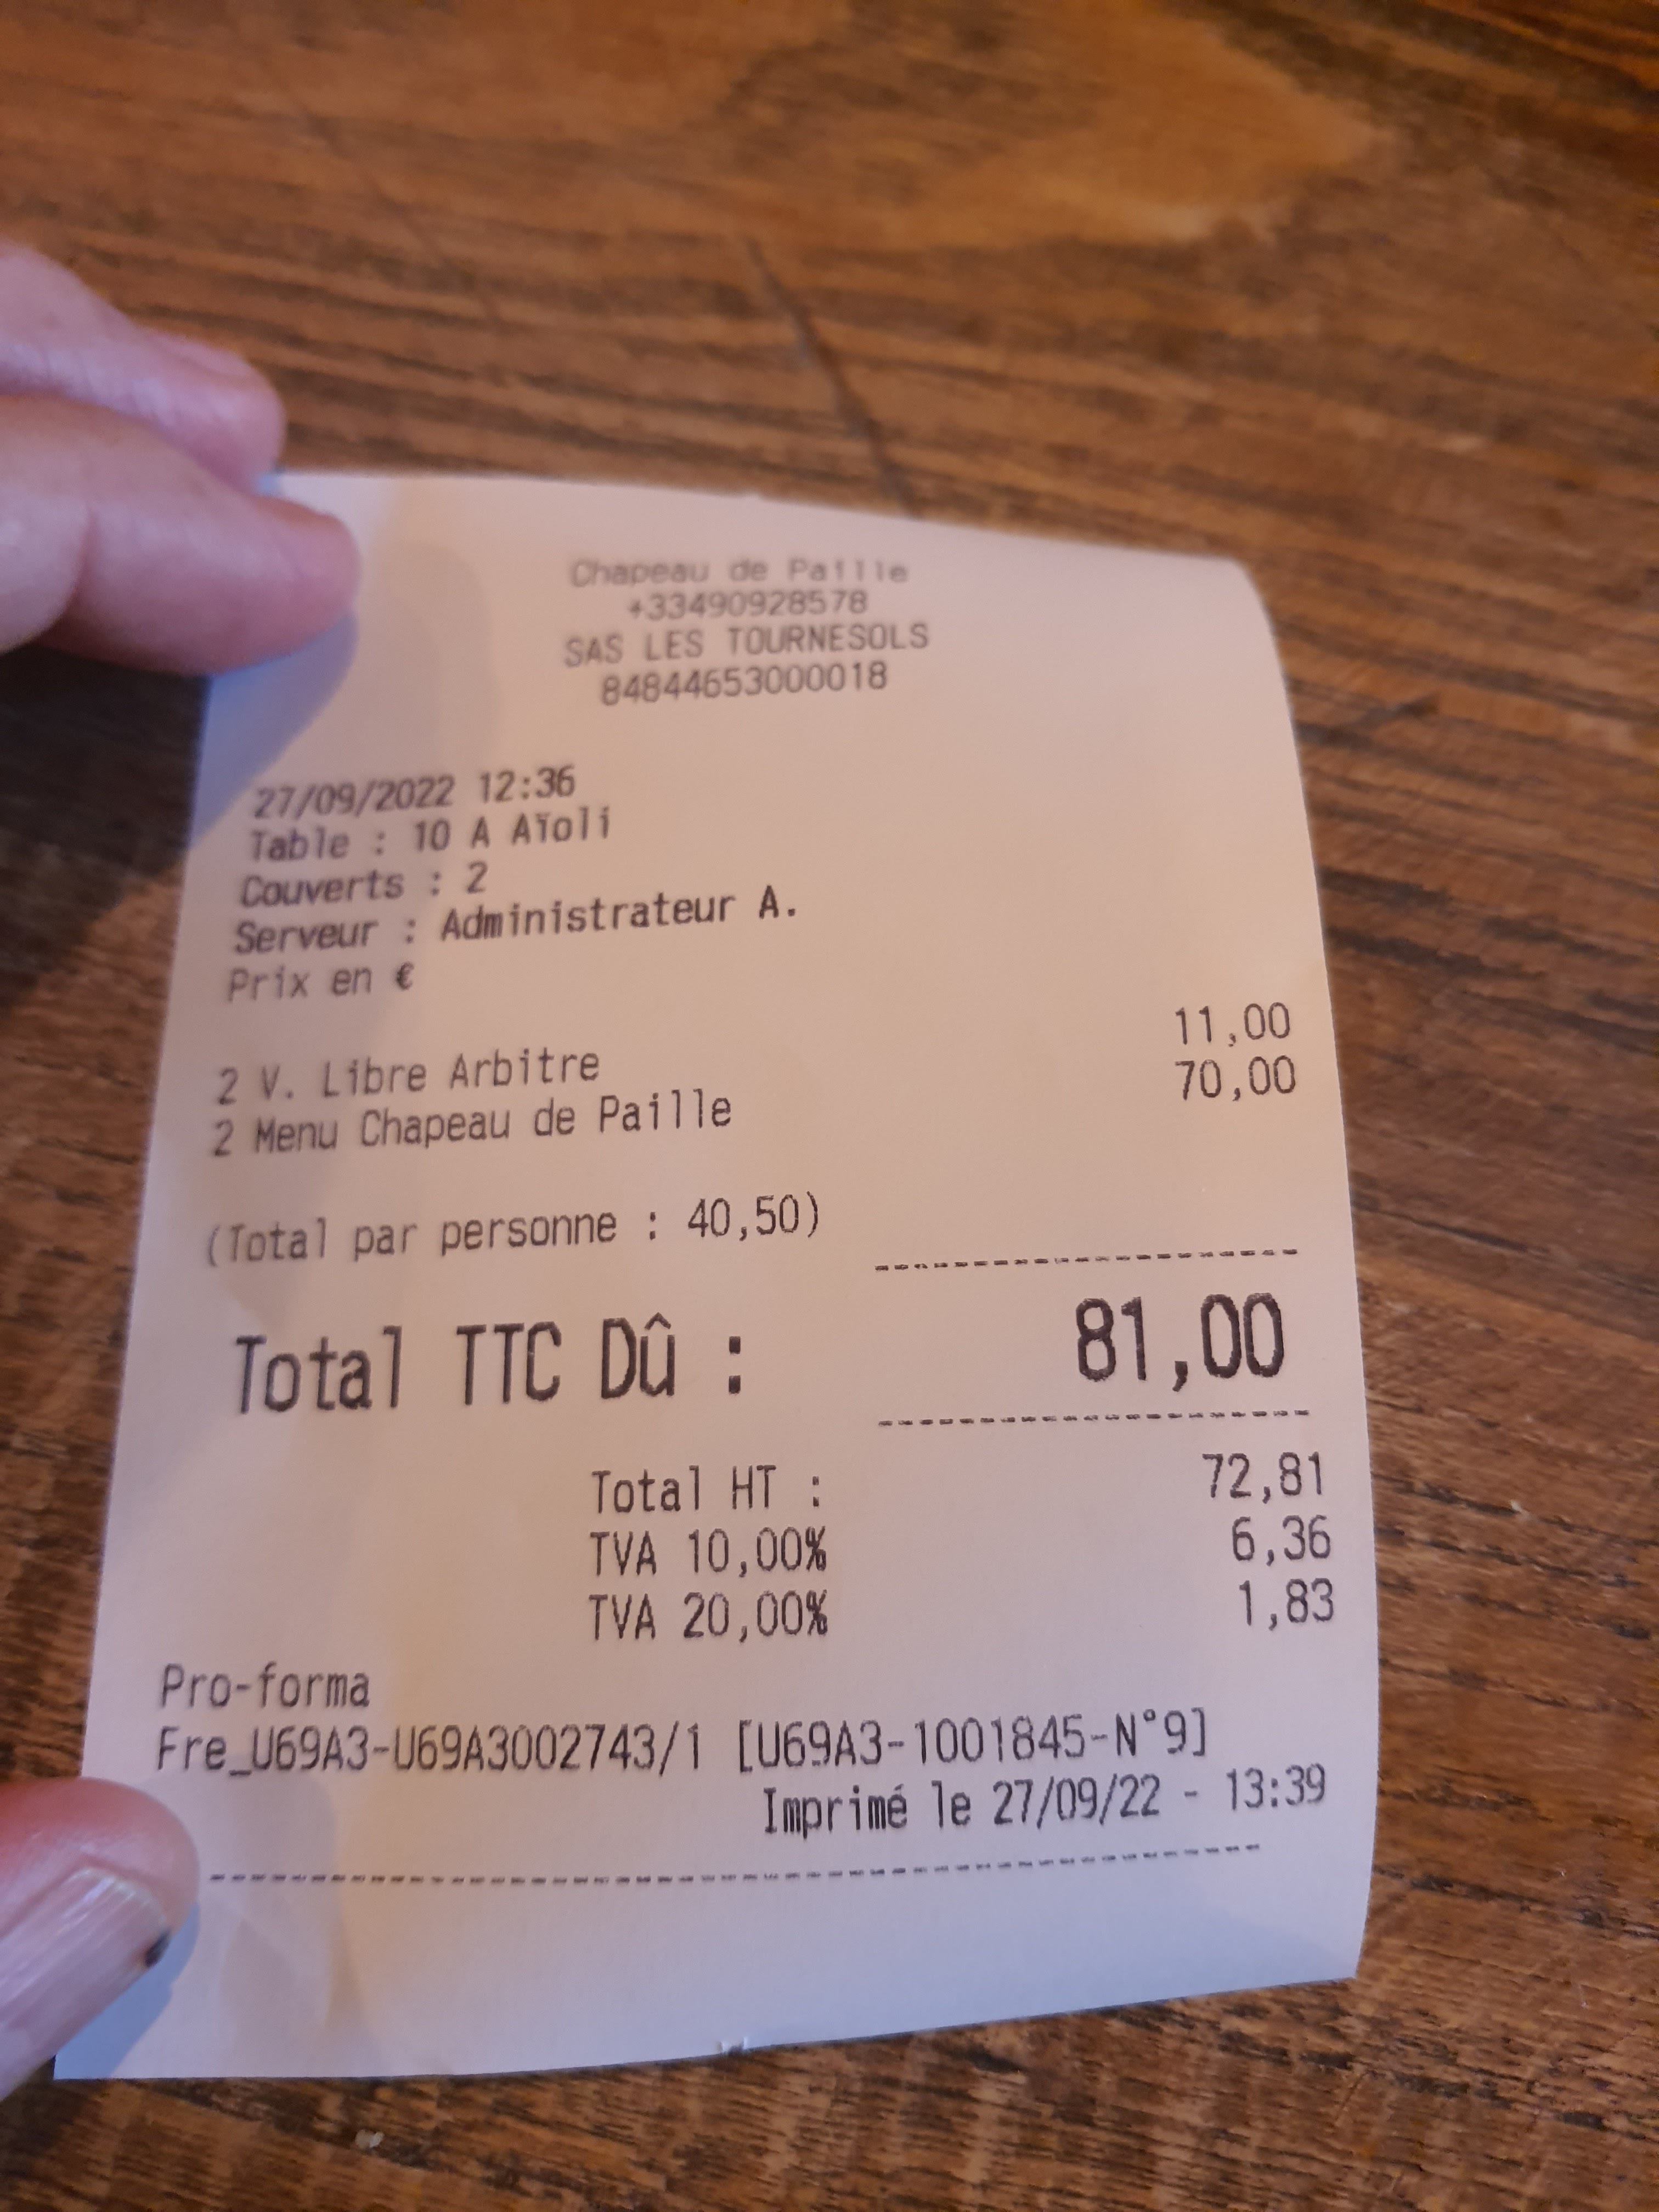 Chapeau de Paille
+33490928578
SAS LES TOURNESOLS
84844653000018
27/09/2022 12:36
Table : 10 A Aïoli
Couverts : 2
Serveur : Administrateur A.
Prix en €
2 V. Libre Arbitre 11,00
2 Menu Chapeau de Paille 70,00
(Total par personne : 40,50)
Total TTC Dû : 81,00
Total HT : 72,81
TVA 10,00% 6,36
TVA 20,00% 1,83
Pro-forma
Fre_U69A3-U69A3002743/1 [U69A3-1001845-N°9]
Imprimé le 27/09/22 - 13:39